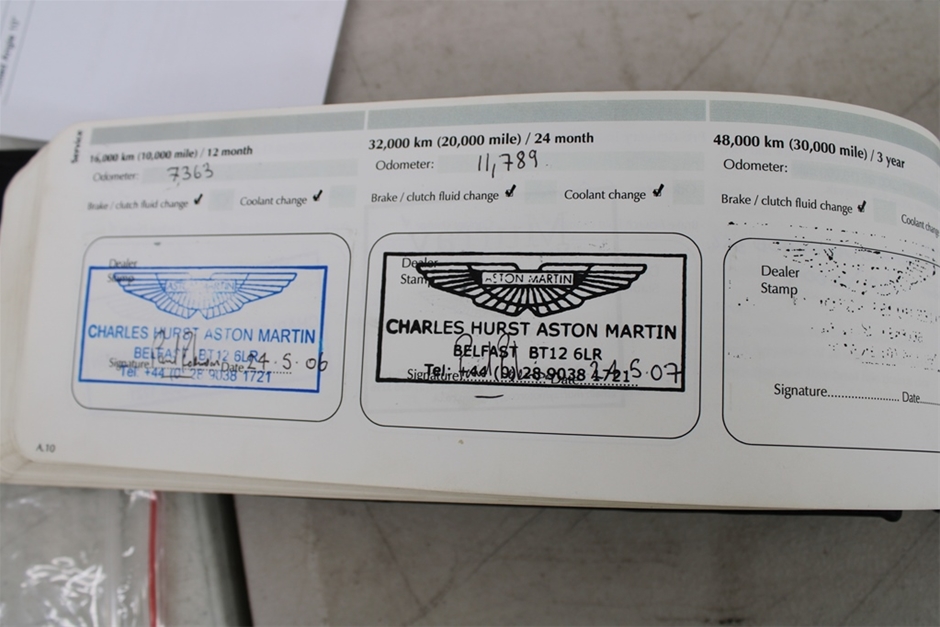 Service
16,000 km (10,000 mile) / 12 month
Odometer: 7363
Brake / clutch fluid change ✓ Coolant change ✓
Dealer
Stamp
ASTON MARTIN
CHARLES HURST ASTON MARTIN
BELFAST BT12 6LR
Signature Date 24.5.06
Tel: +44 (0) 28 9038 1721
A.10
32,000 km (20,000 mile) / 24 month
Odometer: 11,789.
Brake / clutch fluid change ✓ Coolant change ✓
Dealer
Stamp
ASTON MARTIN
CHARLES HURST ASTON MARTIN
BELFAST BT12 6LR
Tel: +44 (0) 28 9038 1721
Signature Date 24.5.07
48,000 km (30,000 mile) / 3 year
Odometer:
Brake / clutch fluid change ✓ Coolant change
Dealer
Stamp
Signature........................ Date